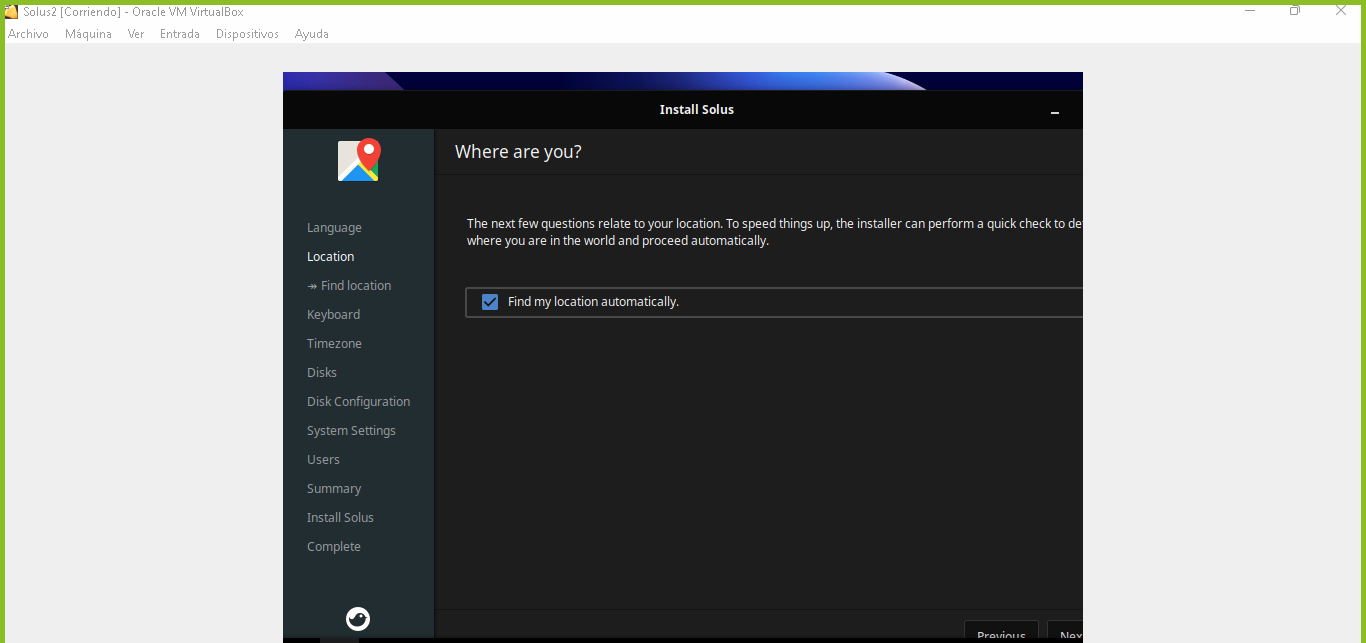 Solus2 [Corriendo] - Oracle VM VirtualBox
Archivo Máquina Ver Entrada Dispositivos Ayuda
Install Solus
Where are you?
The next few questions relate to your location. To speed things up, the installer can perform a quick check to de
where you are in the world and proceed automatically.
Find my location automatically.
Language
Location
↠ Find location
Keyboard
Timezone
Disks
Disk Configuration
System Settings
Users
Summary
Install Solus
Complete
Previous Nex